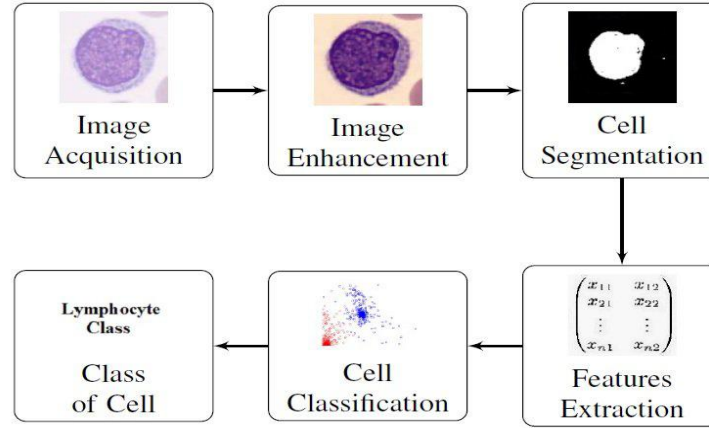 Image
Acquisition
Image
Enhancement
Cell
Segmentation
x11 x12
x21 x22
⋮ ⋮
xn1 xn2
Features
Extraction
Cell
Classification
Lymphocyte
Class
Class
of Cell